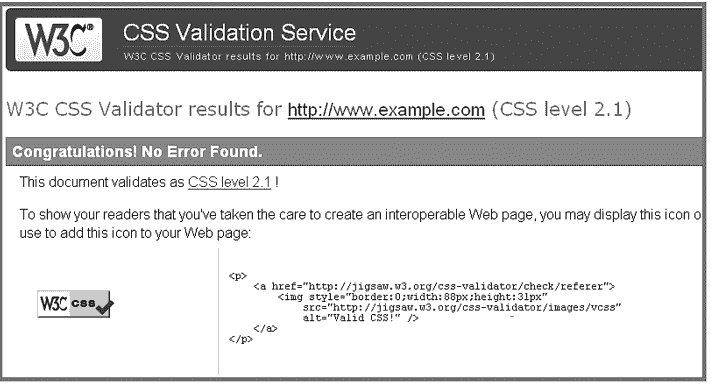 W3C® CSS Validation Service
W3C CSS Validator results for http://www.example.com (CSS level 2.1)
W3C CSS Validator results for http://www.example.com (CSS level 2.1)
Congratulations! No Error Found.
This document validates as CSS level 2.1 !
To show your readers that you've taken the care to create an interoperable Web page, you may display this icon o
use to add this icon to your Web page:
<p>
<a href="http://jigsaw.w3.org/css-validator/check/referer">
<img style="border:0;width:88px;height:31px"
src="http://jigsaw.w3.org/css-validator/images/vcss"
alt="Valid CSS!" />
</a>
</p>
W3C css